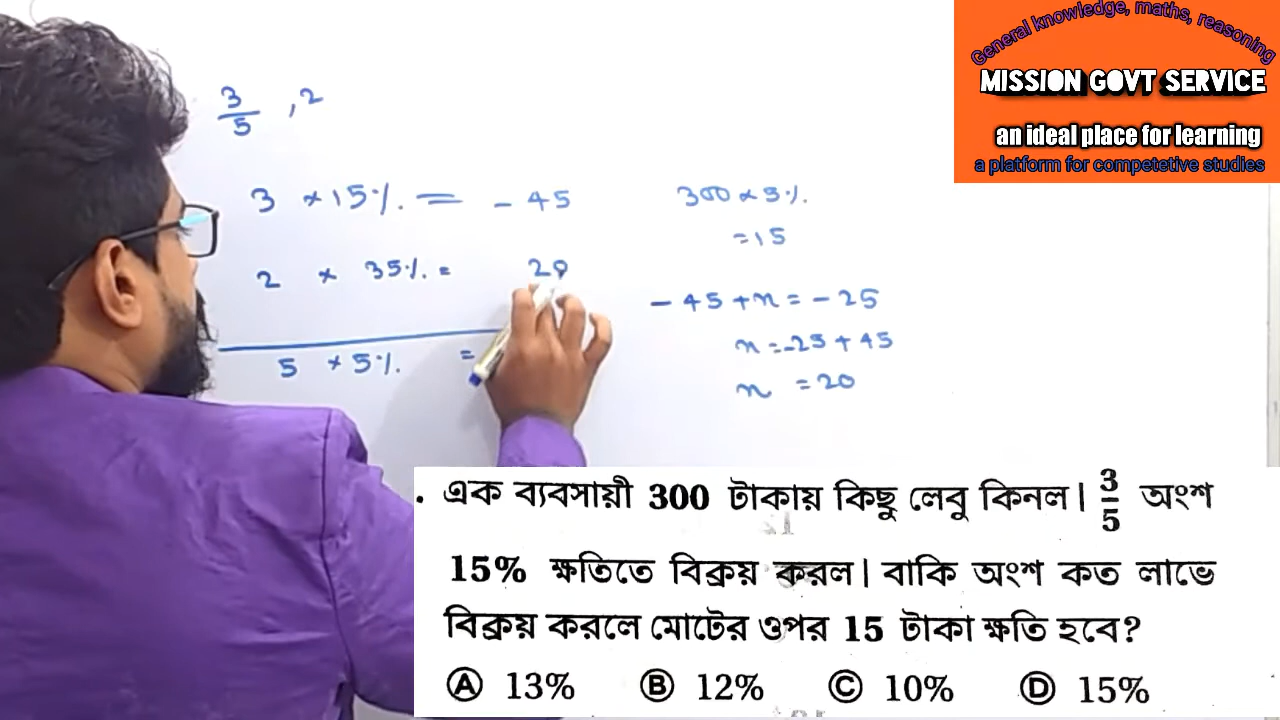 General knowledge, maths, reasoning
MISSION GOVT SERVICE
an ideal place for learning
a platform for competetive studies
3/5 , 2
3 × 15% = - 45
2 × 35% = 20
5 × 5% =
300 × 5%.
= 15
- 45 + n = - 25
n = -25 + 45
n = 20
. এক ব্যবসায়ী 300 টাকায় কিছু লেবু কিনল। 3/5 অংশ
15% ক্ষতিতে বিক্রয় করল। বাকি অংশ কত লাভে
বিক্রয় করলে মোটের ওপর 15 টাকা ক্ষতি হবে?
Ⓐ 13% Ⓑ 12% Ⓒ 10% Ⓓ 15%